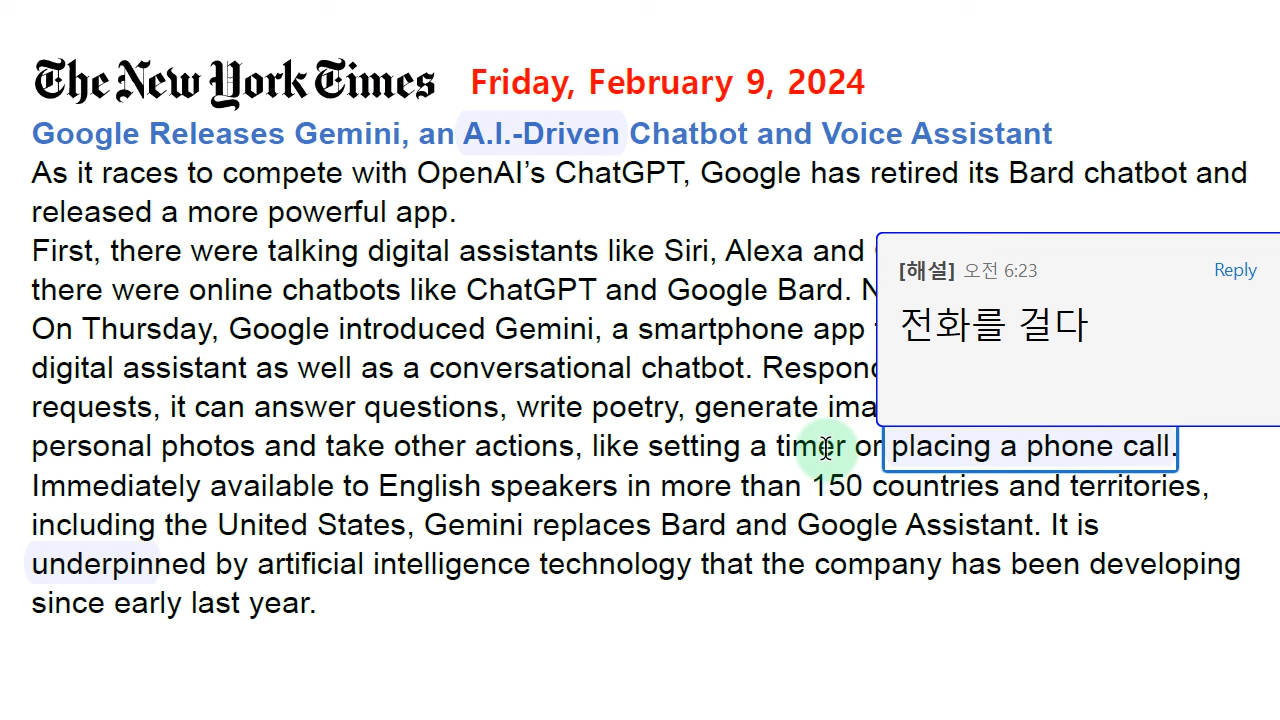 The New York Times Friday, February 9, 2024
Google Releases Gemini, an A.I.-Driven Chatbot and Voice Assistant
As it races to compete with OpenAI’s ChatGPT, Google has retired its Bard chatbot and
released a more powerful app.
First, there were talking digital assistants like Siri, Alexa and
there were online chatbots like ChatGPT and Google Bard.
On Thursday, Google introduced Gemini, a smartphone app
digital assistant as well as a conversational chatbot.
requests, it can answer questions, write poetry, generate
personal photos and take other actions, like setting a timer or placing a phone call.
Immediately available to English speakers in more than 150 countries and territories,
including the United States, Gemini replaces Bard and Google Assistant. It is
underpinned by artificial intelligence technology that the company has been developing
since early last year.
[해설] 오전 6:23 Reply
전화를 걸다